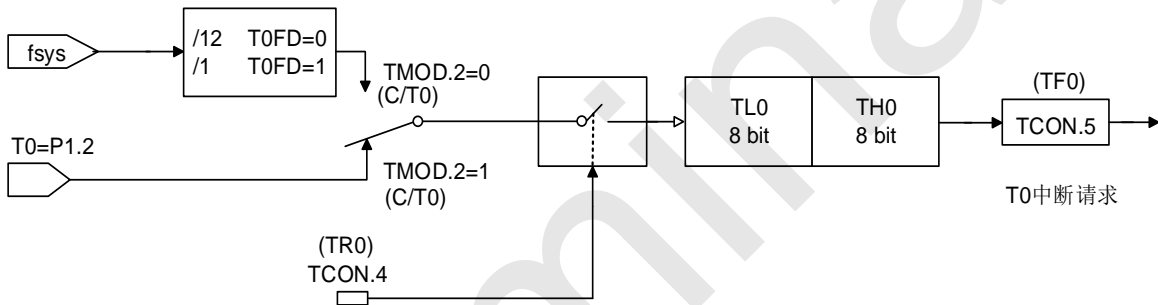 fsys
/12 T0FD=0
/1 T0FD=1
TMOD.2=0
(C/T0)
T0=P1.2
TMOD.2=1
(C/T0)
(TR0)
TCON.4
TL0
8 bit
TH0
8 bit
(TF0)
TCON.5
T0中断请求